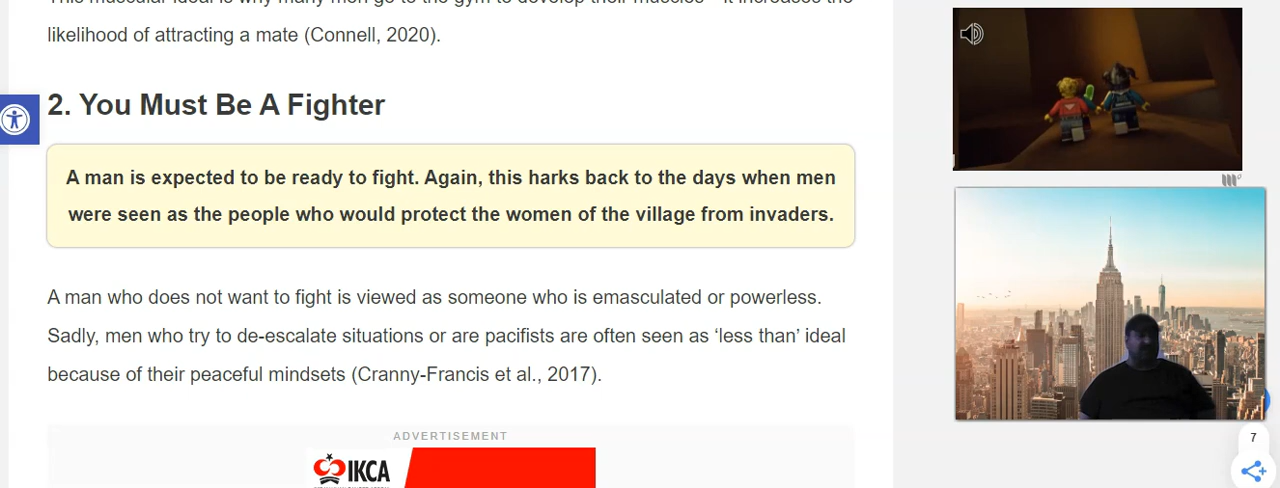 likelihood of attracting a mate (Connell, 2020).
2. You Must Be A Fighter
A man is expected to be ready to fight. Again, this harks back to the days when men
were seen as the people who would protect the women of the village from invaders.
A man who does not want to fight is viewed as someone who is emasculated or powerless.
Sadly, men who try to de-escalate situations or are pacifists are often seen as ‘less than’ ideal
because of their peaceful mindsets (Cranny-Francis et al., 2017).
ADVERTISEMENT
IKCA
7